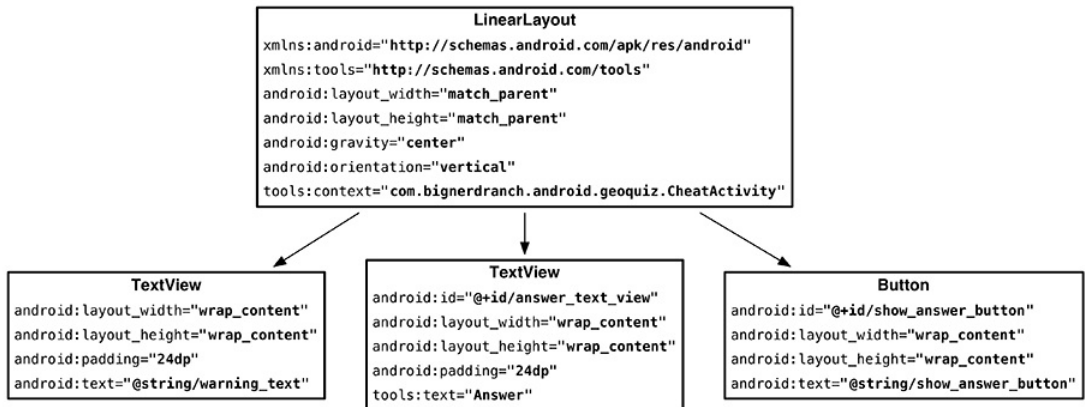 LinearLayout
xmlns:android="http://schemas.android.com/apk/res/android"
xmlns:tools="http://schemas.android.com/tools"
android:layout_width="match_parent"
android:layout_height="match_parent"
android:gravity="center"
android:orientation="vertical"
tools:context="com.bignerdranch.android.geoquiz.CheatActivity"
TextView
android:layout_width="wrap_content"
android:layout_height="wrap_content"
android:padding="24dp"
android:text="@string/warning_text"
TextView
android:id="@+id/answer_text_view"
android:layout_width="wrap_content"
android:layout_height="wrap_content"
android:padding="24dp"
tools:text="Answer"
Button
android:id="@+id/show_answer_button"
android:layout_width="wrap_content"
android:layout_height="wrap_content"
android:text="@string/show_answer_button"